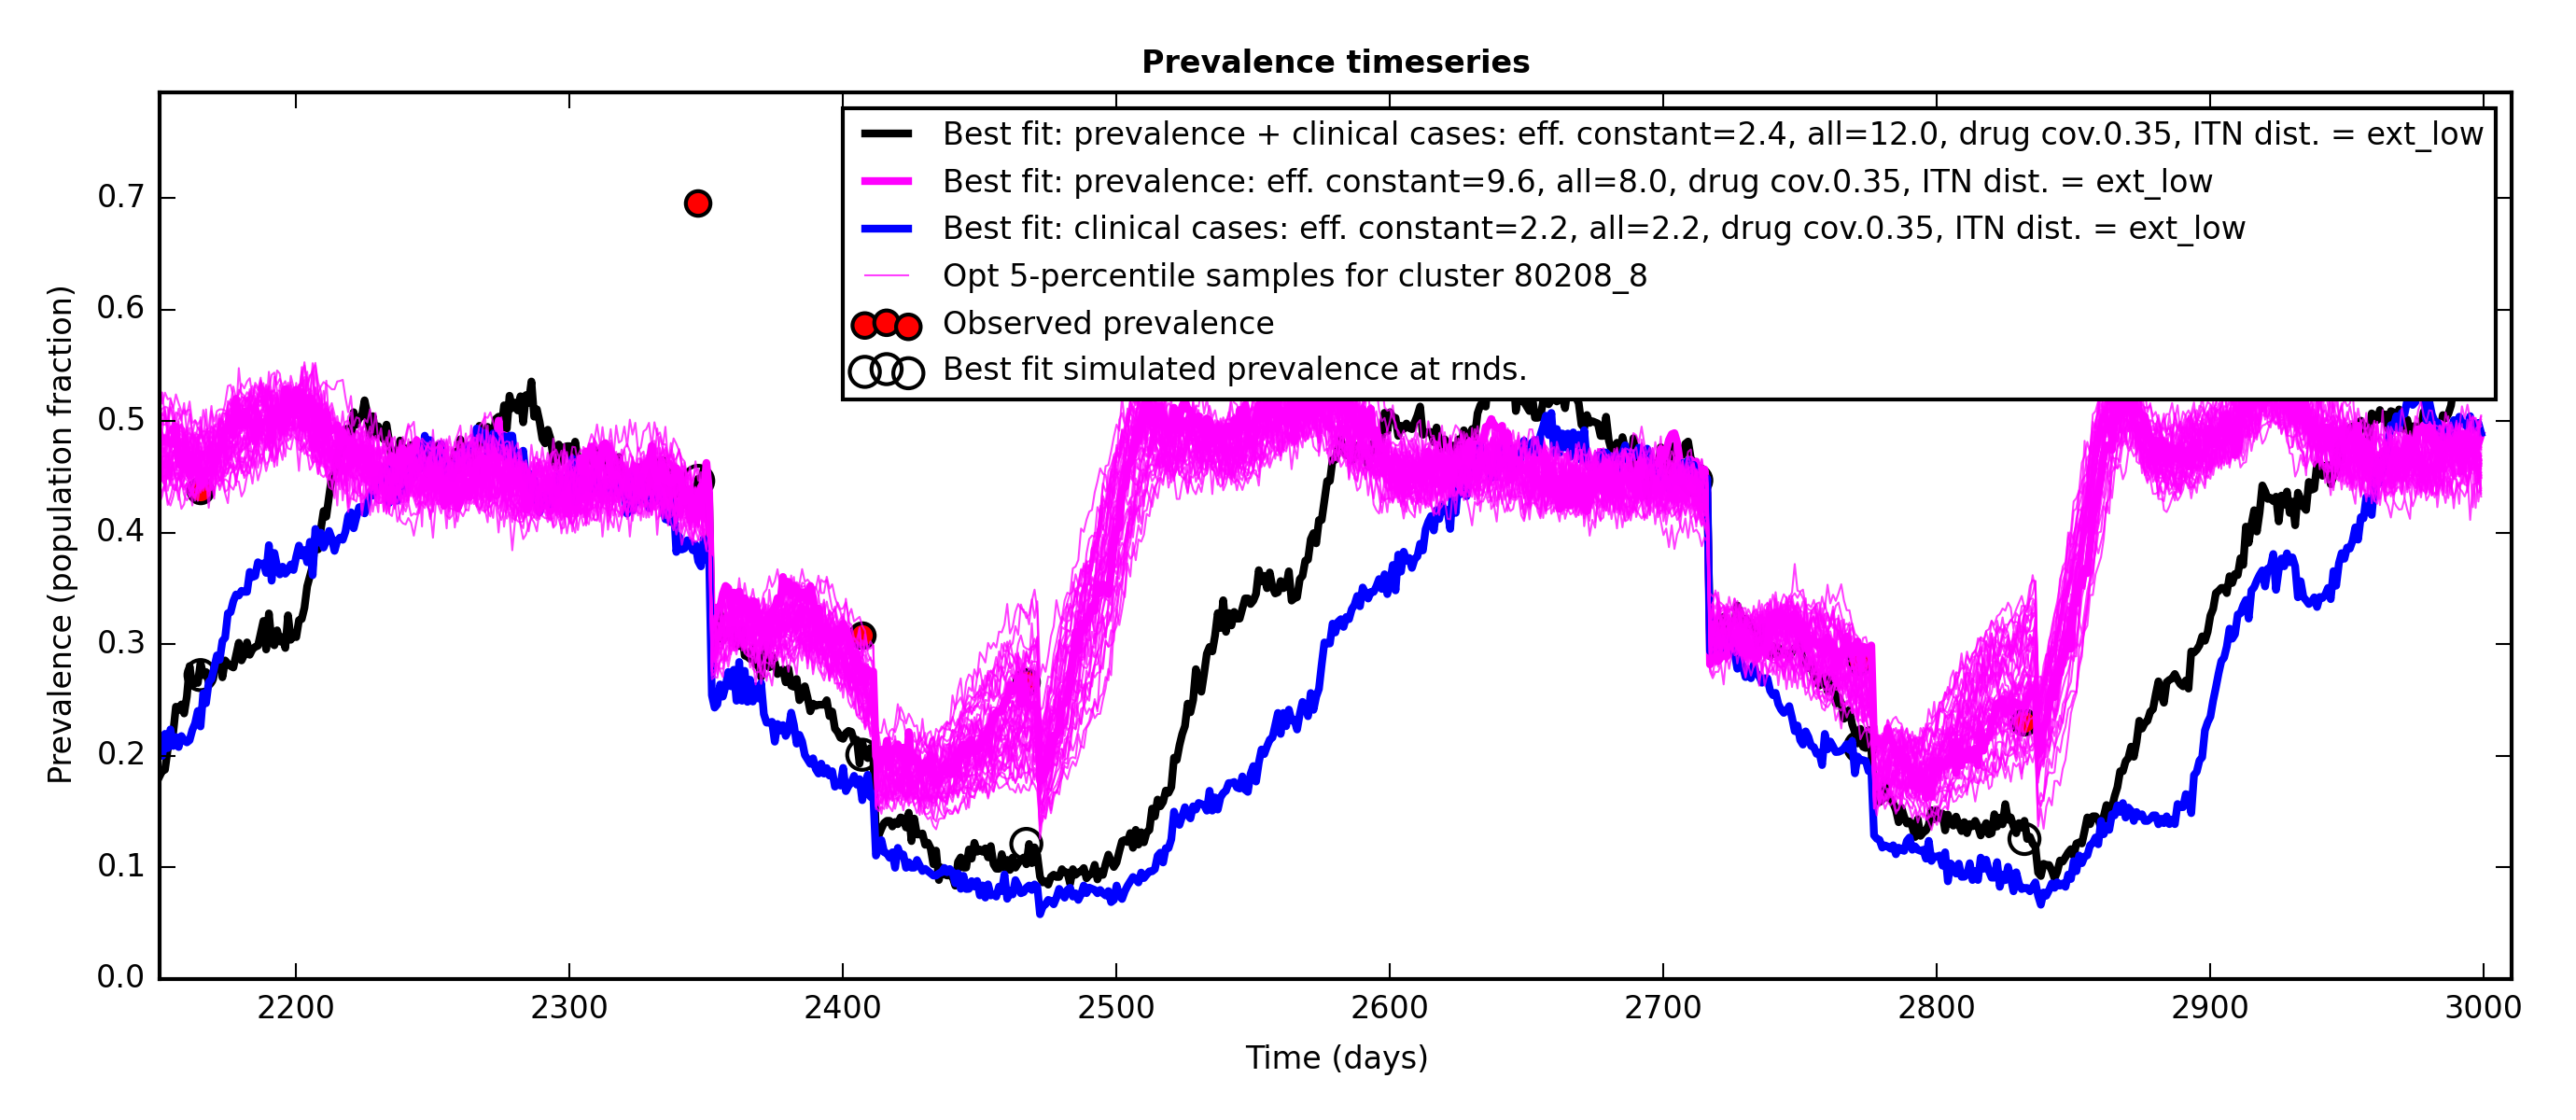 Prevalence timeseries
Best fit: prevalence + clinical cases: eff. constant=2.4, all=12.0, drug cov.0.35, ITN dist. = ext_low
Best fit: prevalence: eff. constant=9.6, all=8.0, drug cov.0.35, ITN dist. = ext_low
Best fit: clinical cases: eff. constant=2.2, all=2.2, drug cov.0.35, ITN dist. = ext_low
Opt 5-percentile samples for cluster 80208_8
Observed prevalence
Best fit simulated prevalence at rnds.
Prevalence (population fraction)
0.7
0.6
0.5
0.4
0.3
0.2
0.1
0.0
2200 2300 2400 2500 2600 2700 2800 2900 3000
Time (days)